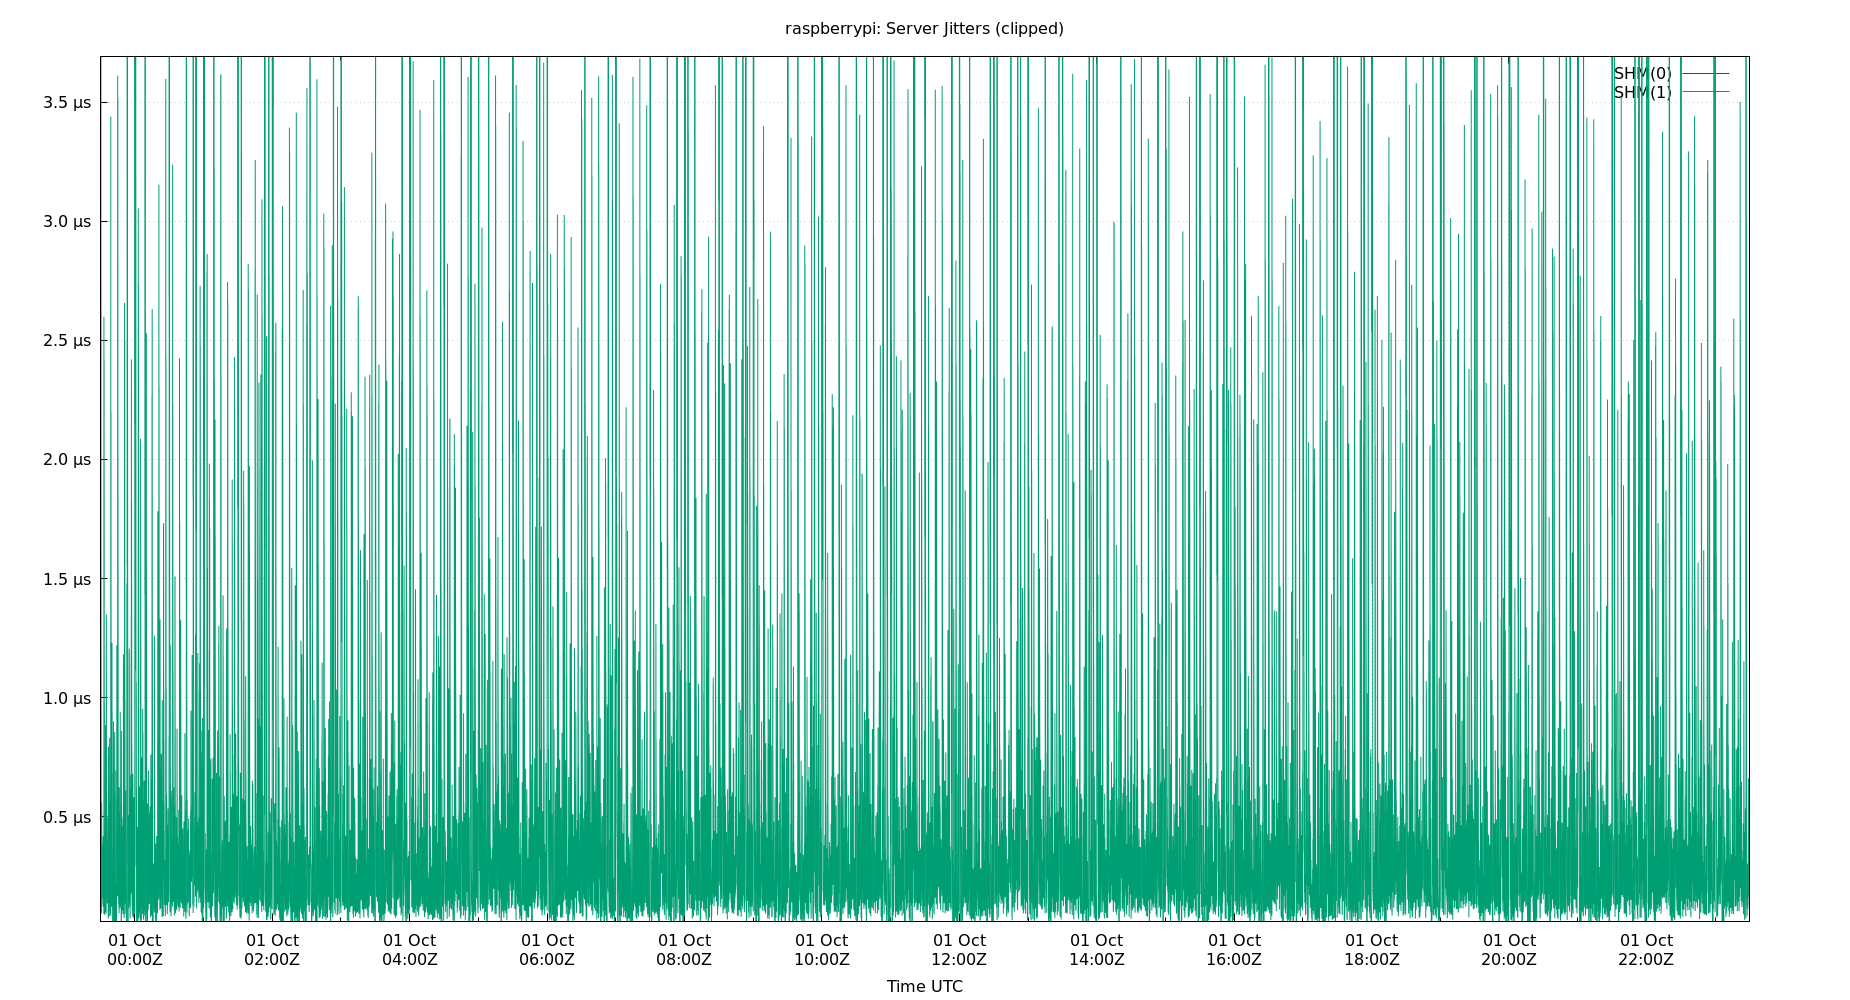 raspberrypi: Server Jitters (clipped)
SHM(0)
SHM(1)
3.5 µs
3.0 µs
2.5 µs
2.0 µs
1.5 µs
1.0 µs
0.5 µs
01 Oct 01 Oct 01 Oct 01 Oct 01 Oct 01 Oct 01 Oct 01 Oct 01 Oct 01 Oct 01 Oct 01 Oct
00:00Z 02:00Z 04:00Z 06:00Z 08:00Z 10:00Z 12:00Z 14:00Z 16:00Z 18:00Z 20:00Z 22:00Z
Time UTC